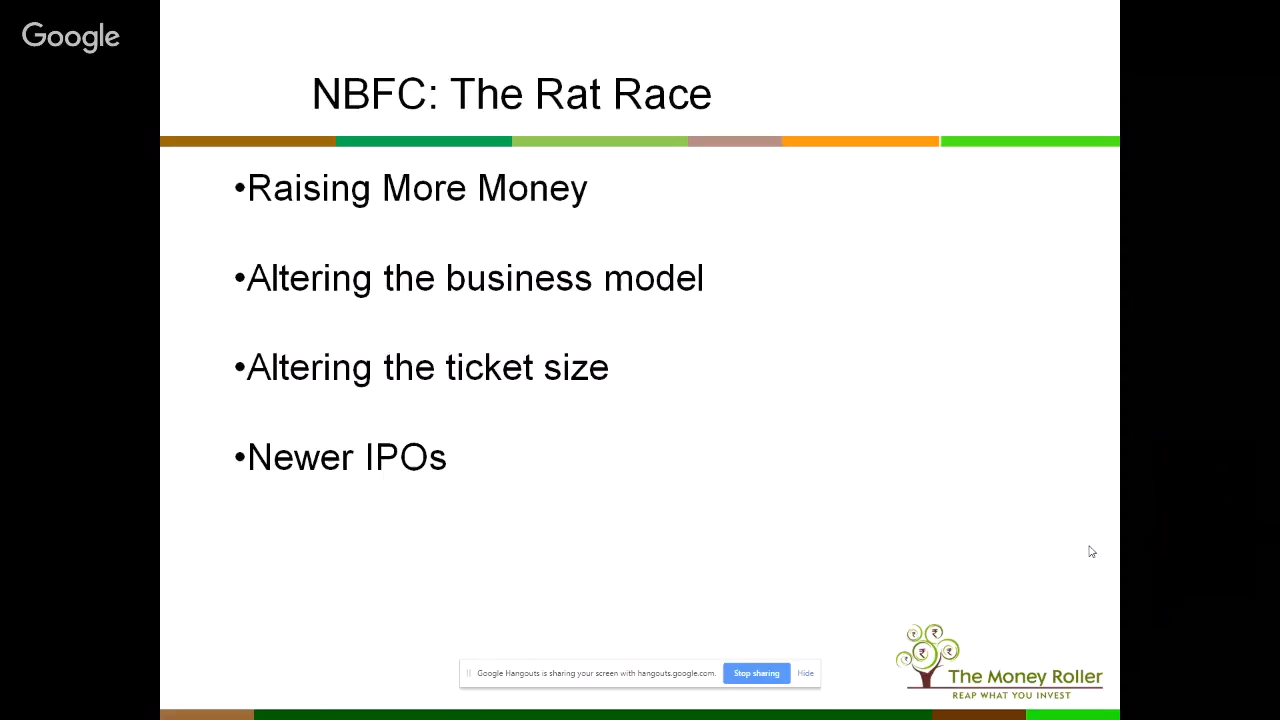 Google
NBFC: The Rat Race
•Raising More Money
•Altering the business model
•Altering the ticket size
•Newer IPOs
Google Hangouts is sharing your screen with hangouts.google.com. Stop sharing Hide
₹ ₹ ₹ ₹ ₹
The Money Roller
REAP WHAT YOU INVEST